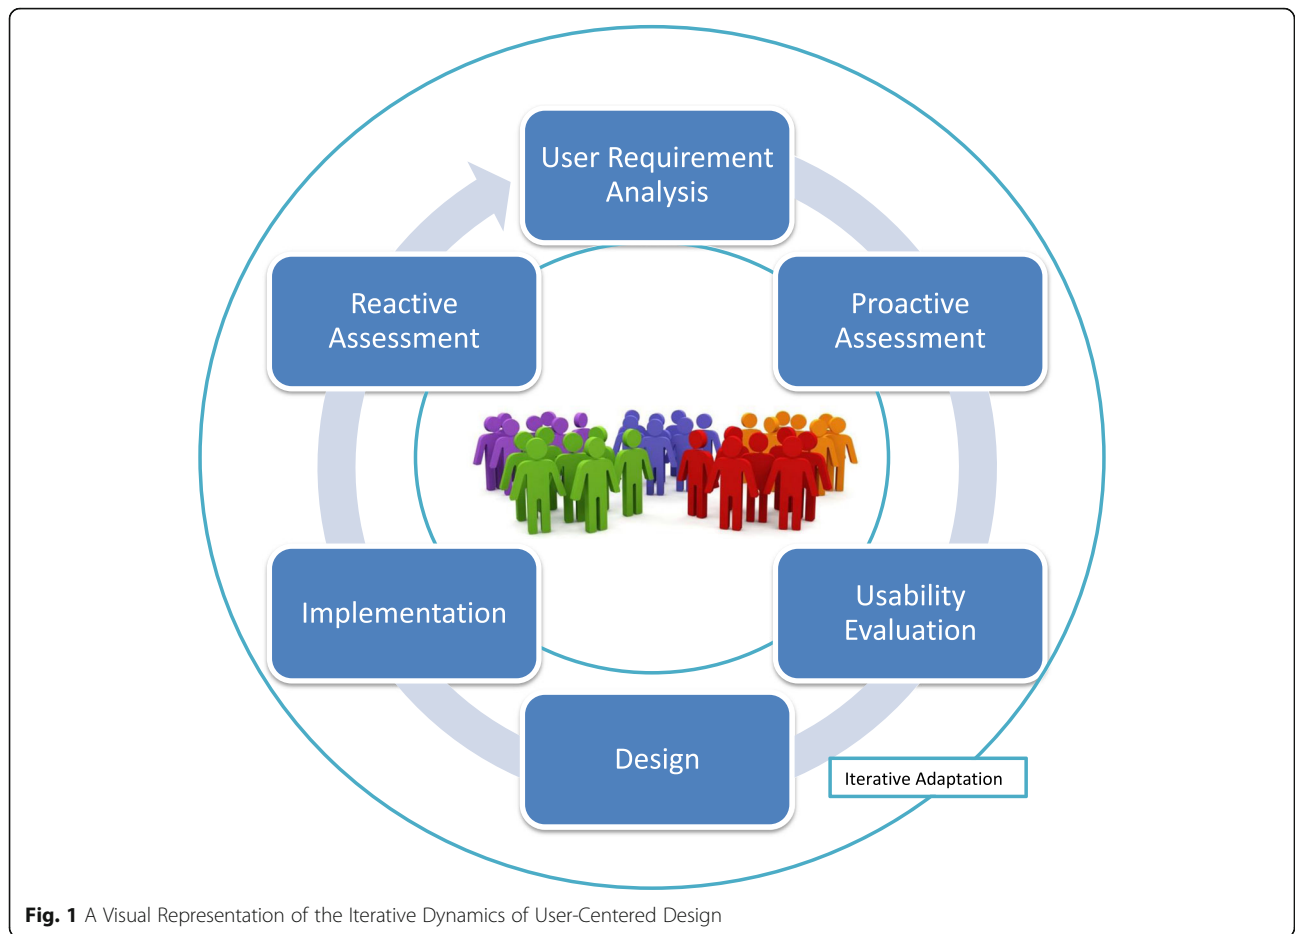 User Requirement
Analysis
Reactive
Assessment
Proactive
Assessment
Implementation
Usability
Evaluation
Design
Iterative Adaptation
Fig. 1 A Visual Representation of the Iterative Dynamics of User-Centered Design